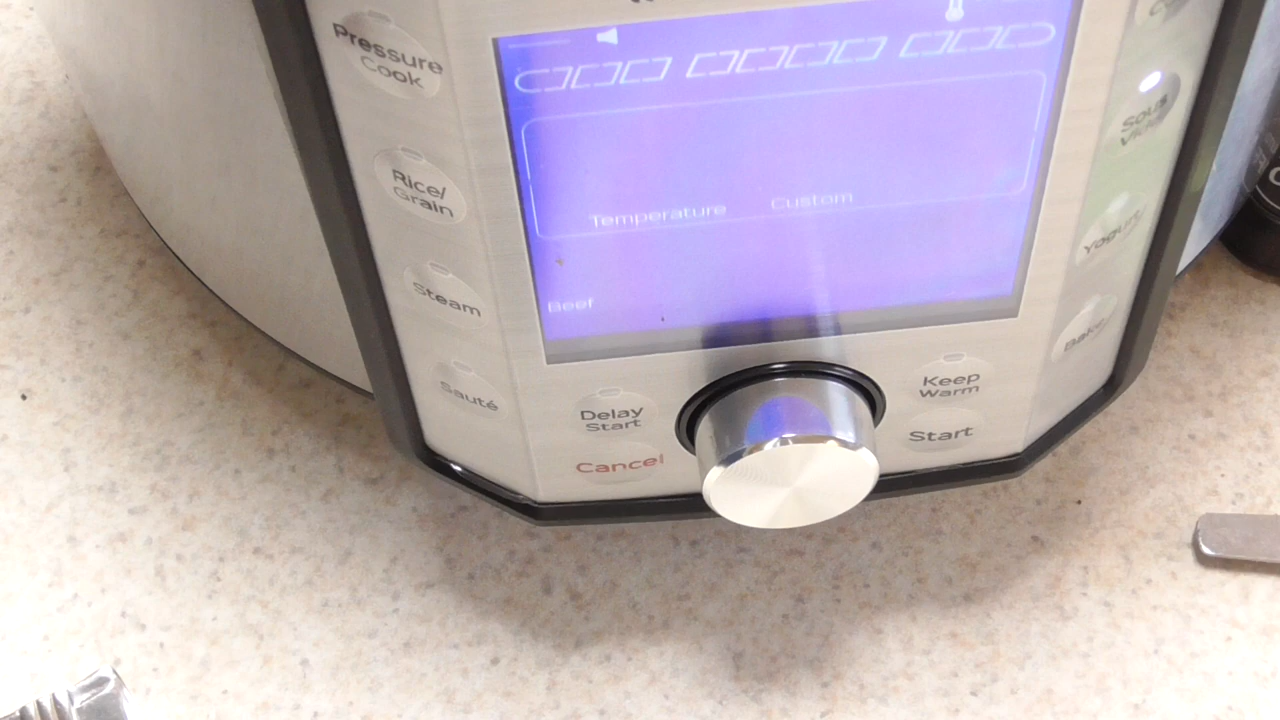 Pressure
Cook
Rice/
Grain
Steam
Sauté
Temperature
Custom
Beef
Delay
Start
Cancel
Keep
Warm
Start
Sous
Vide
Yogurt
Bake